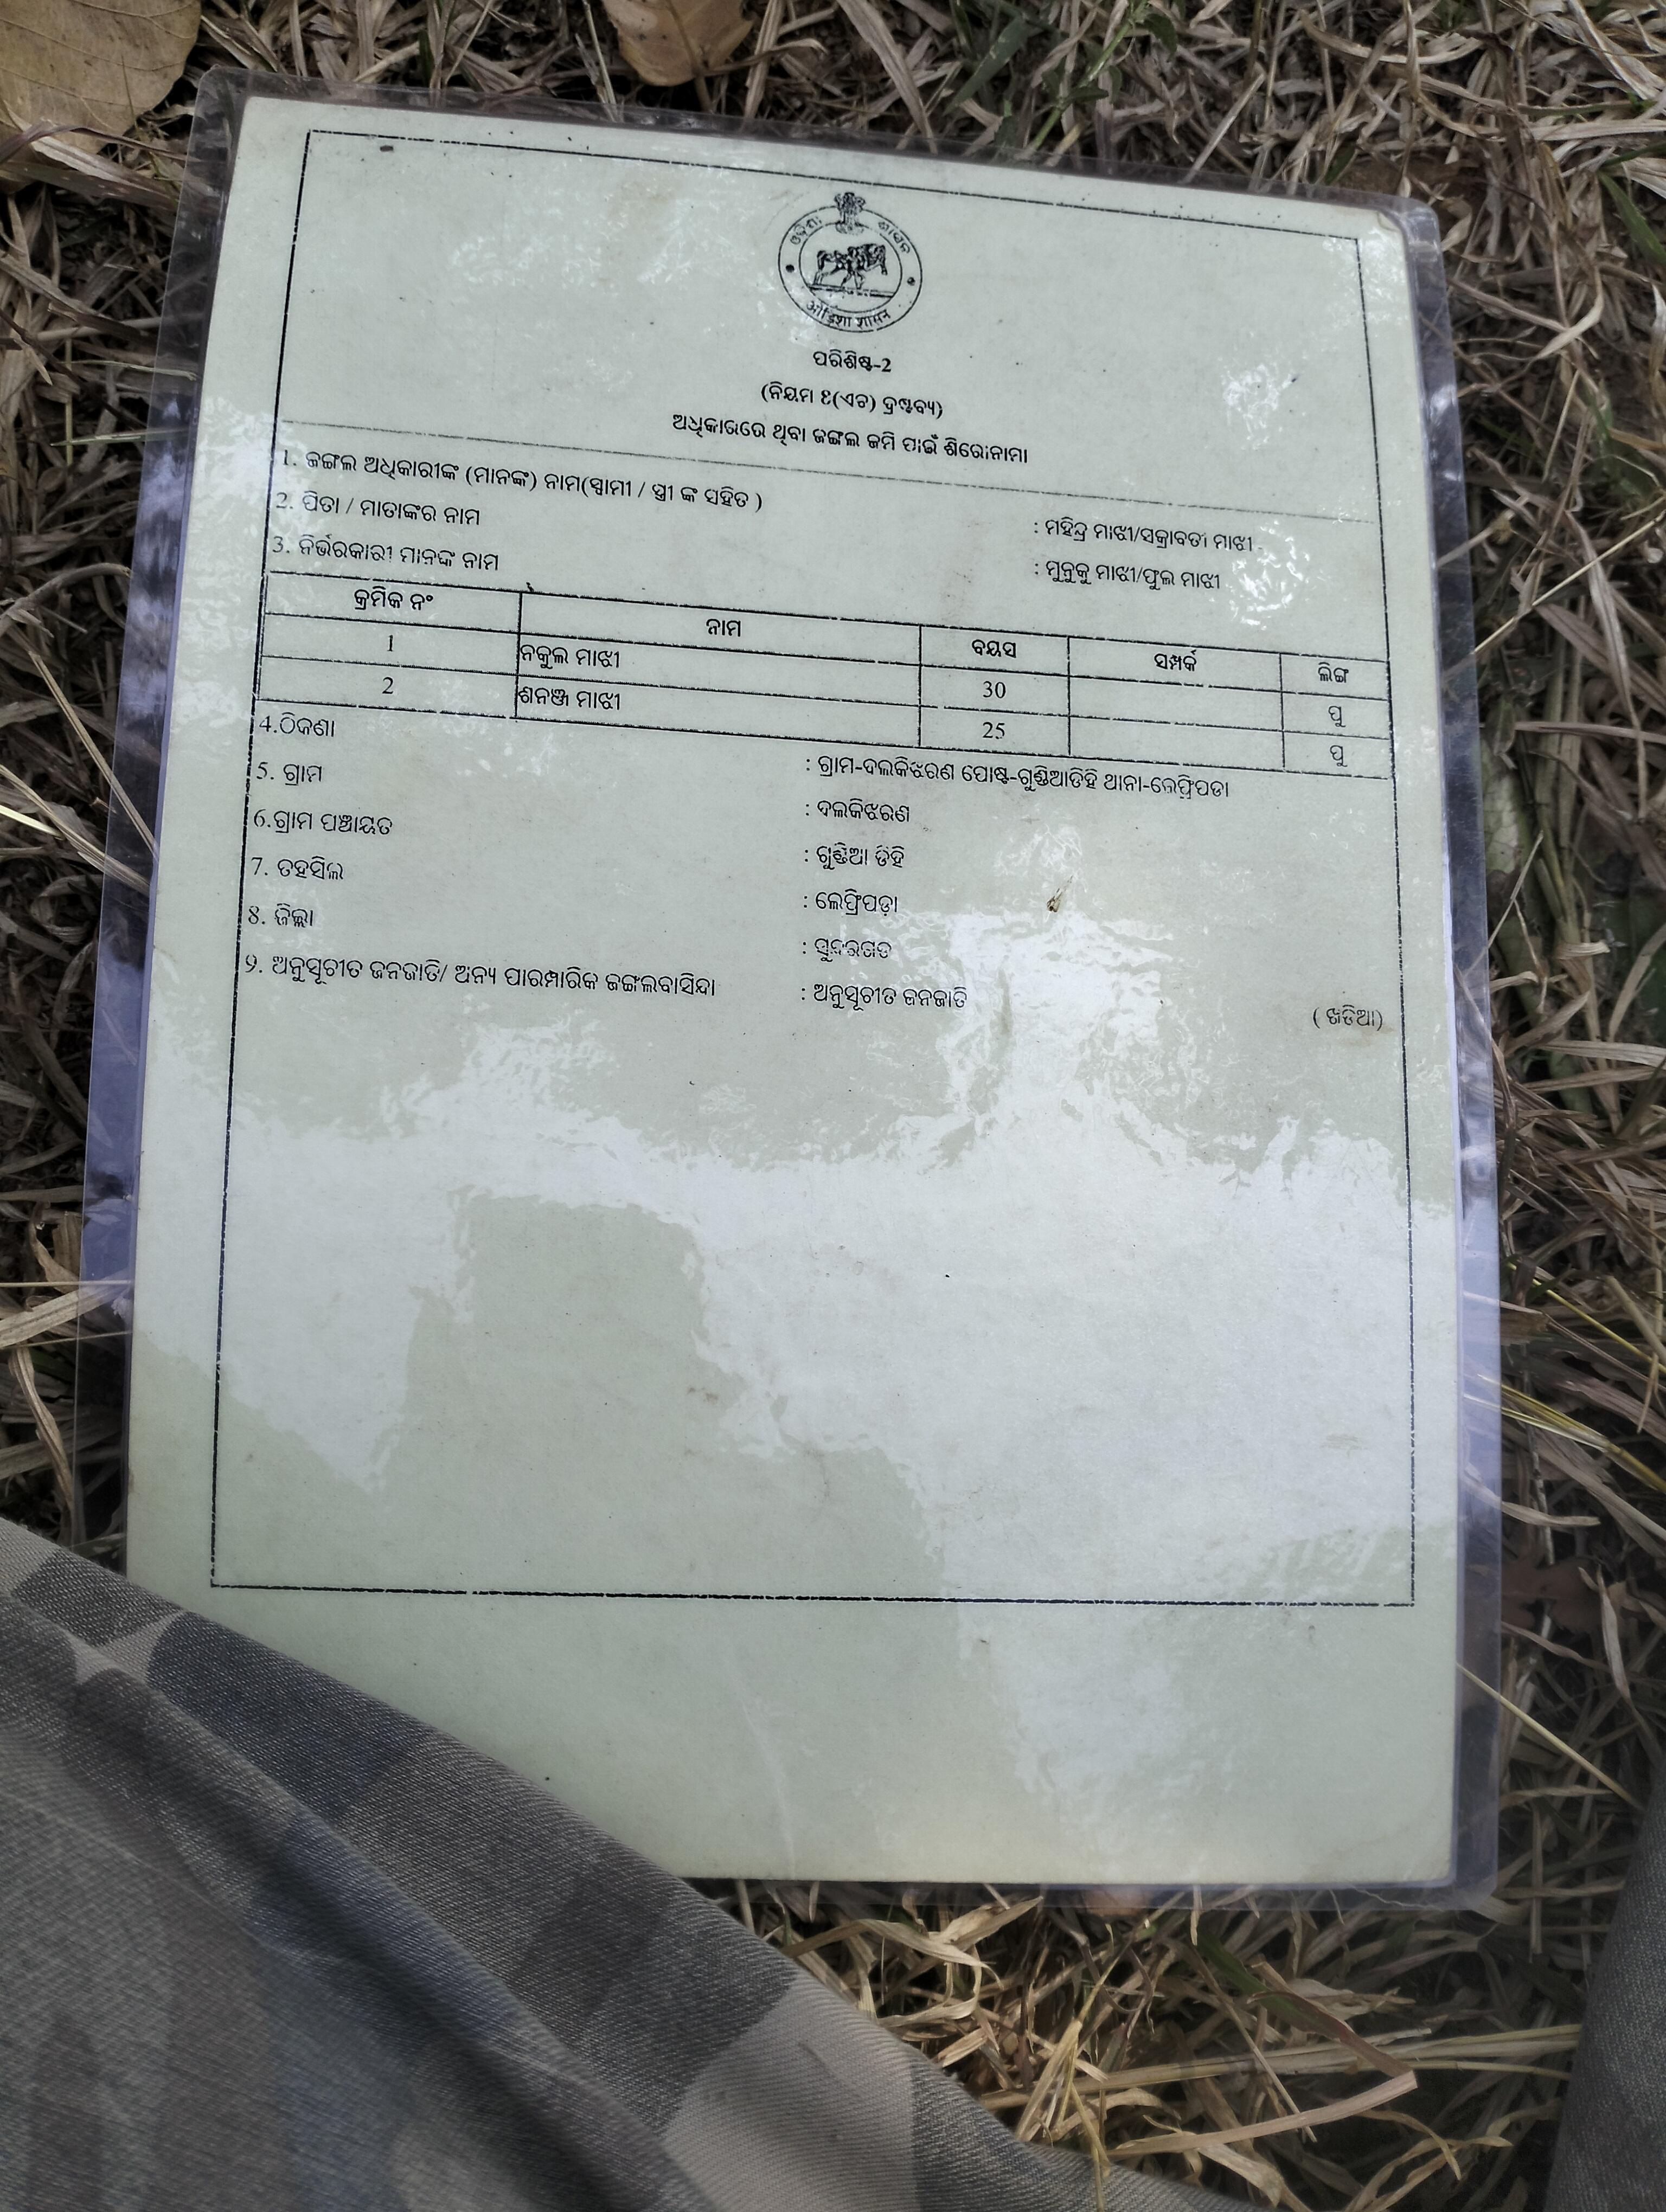 ଓଡ଼ିଶା ଶାସନ
ओड़िशा शासन
ପରିଶିଷ୍ଟ-2
(ନିୟମ ୧(ଏଚ) ଦ୍ରଷ୍ଟବ୍ୟ)
ଅଧିକାରରେ ଥିବା ଜଙ୍ଗଲ ଜମି ପାଇଁ ଶିରୋନାମା
1. ଜଙ୍ଗଲ ଅଧିକାରୀଙ୍କ (ମାନଙ୍କ) ନାମ(ସ୍ଵାମୀ / ସ୍ତ୍ରୀ ଙ୍କ ସହିତ ) : ମହିନ୍ଦ୍ର ମାଝୀ/ସକ୍ରାବତୀ ମାଝୀ
2. ପିତା / ମାତାଙ୍କର ନାମ : ମୁନୁକୁ ମାଝୀ/ଫୁଲ ମାଝୀ
3. ନିର୍ଭରକାରୀ ମାନଙ୍କ ନାମ
କ୍ରମିକ ନଂ ନାମ ବୟସ ସମ୍ପର୍କ ଲିଙ୍ଗ
1 ନକୁଲ ମାଝୀ 30 ପୁ
2 ଶନଞ୍ଜ ମାଝୀ 25 ପୁ
4.ଠିକଣା : ଗ୍ରାମ-ଦଲକିଝରଣ ପୋଷ୍ଟ-ଗୁଣ୍ଡିଆଡିହି ଥାନା-ଲେଫ୍ରିପଡା
5. ଗ୍ରାମ : ଦଲକିଝରଣ
6.ଗ୍ରାମ ପଞ୍ଚାୟତ : ଗୁଣ୍ଡିଆ ଡିହି
7. ତହସିଲ : ଲେଫ୍ରିପଡ଼ା
8. ଜିଲ୍ଲା : ସୁନ୍ଦରଗଡ
୨. ଅନୁସୂଚୀତ ଜନଜାତି/ ଅନ୍ୟ ପାରମ୍ପାରିକ ଜଙ୍ଗଲବାସିନ୍ଦା : ଅନୁସୂଚୀତ ଜନଜାତି
( ଖଡିଆ)